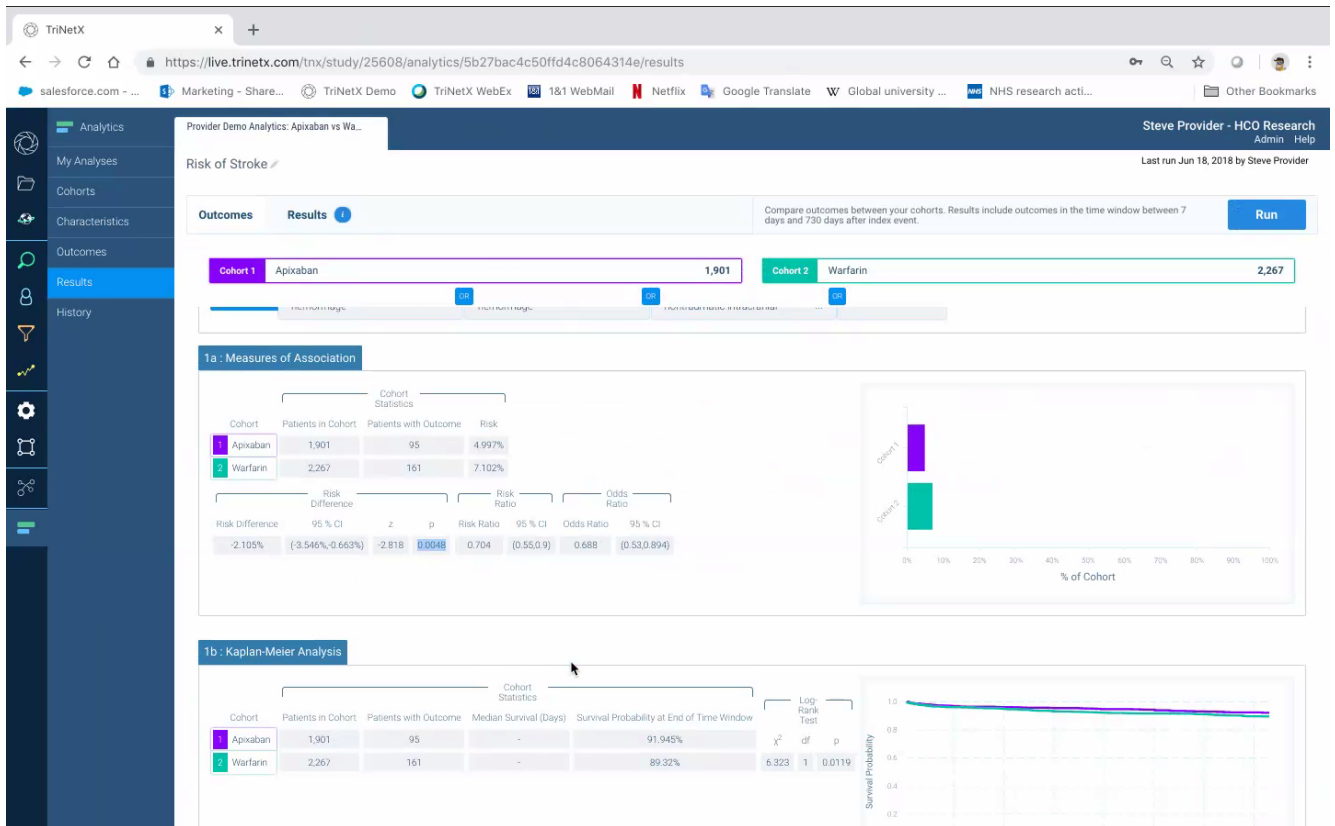 TriNetX
https://live.trinetx.com/tnx/study/25608/analytics/5b27bac4c50ffd4c8064314e/results
salesforce.com - ... Marketing - Share... TriNetX Demo TriNetX WebEx 1&1 1&1 WebMail Netflix Google Translate W Global university ... NHS NHS research acti... Other Bookmarks
Analytics
My Analyses
Cohorts
Characteristics
Outcomes
Results
History
Provider Demo Analytics: Apixaban vs Wa...
Steve Provider - HCO Research
Admin Help
Risk of Stroke
Last run Jun 18, 2018 by Steve Provider
Outcomes Results i
Compare outcomes between your cohorts. Results include outcomes in the time window between 7
days and 730 days after index event.
Run
Cohort 1 Apixaban 1,901
Cohort 2 Warfarin 2,267
OR OR OR
1a : Measures of Association
Cohort
Statistics
Cohort Patients in Cohort Patients with Outcome Risk
1 Apixaban 1,901 95 4.997%
2 Warfarin 2,267 161 7.102%
Risk
Difference
Risk
Ratio
Odds
Ratio
Risk Difference 95 % CI z p Risk Ratio 95 % CI Odds Ratio 95 % CI
-2.105% (-3.546%,-0.663%) -2.818 0.0048 0.704 (0.55,0.9) 0.688 (0.53,0.894)
Cohort 1
Cohort 2
0% 10% 20% 30% 40% 50% 60% 70% 80% 90% 100%
% of Cohort
1b : Kaplan-Meier Analysis
Cohort
Statistics
Log-
Rank
Test
Cohort Patients in Cohort Patients with Outcome Median Survival (Days) Survival Probability at End of Time Window
χ2 df p
1 Apixaban 1,901 95 - 91.945%
2 Warfarin 2,267 161 - 89.32% 6.323 1 0.0119
Survival Probability
1.0
0.8
0.6
0.4
0.2